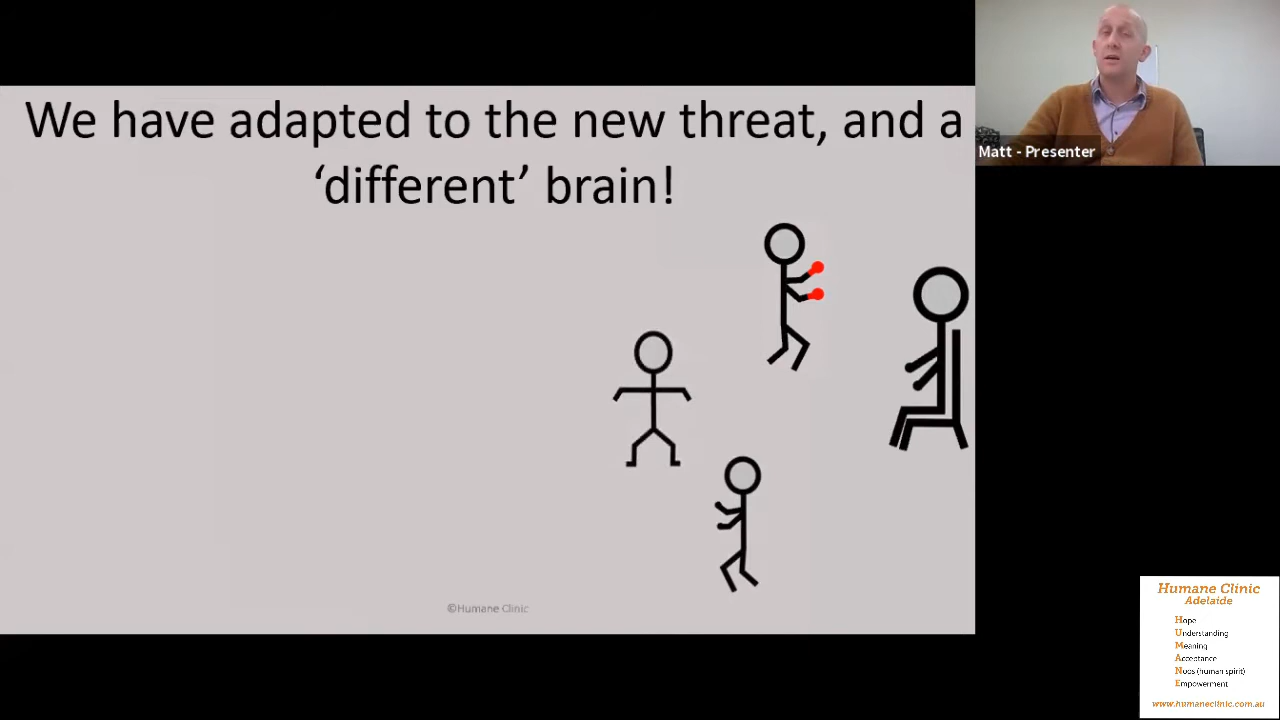 We have adapted to the new threat, and a
‘different’ brain!
Matt - Presenter
©Humane Clinic
Humane Clinic
Adelaide
Hope
Understanding
Meaning
Acceptance
Noos (human spirit)
Empowerment
www.humaneclinic.com.au